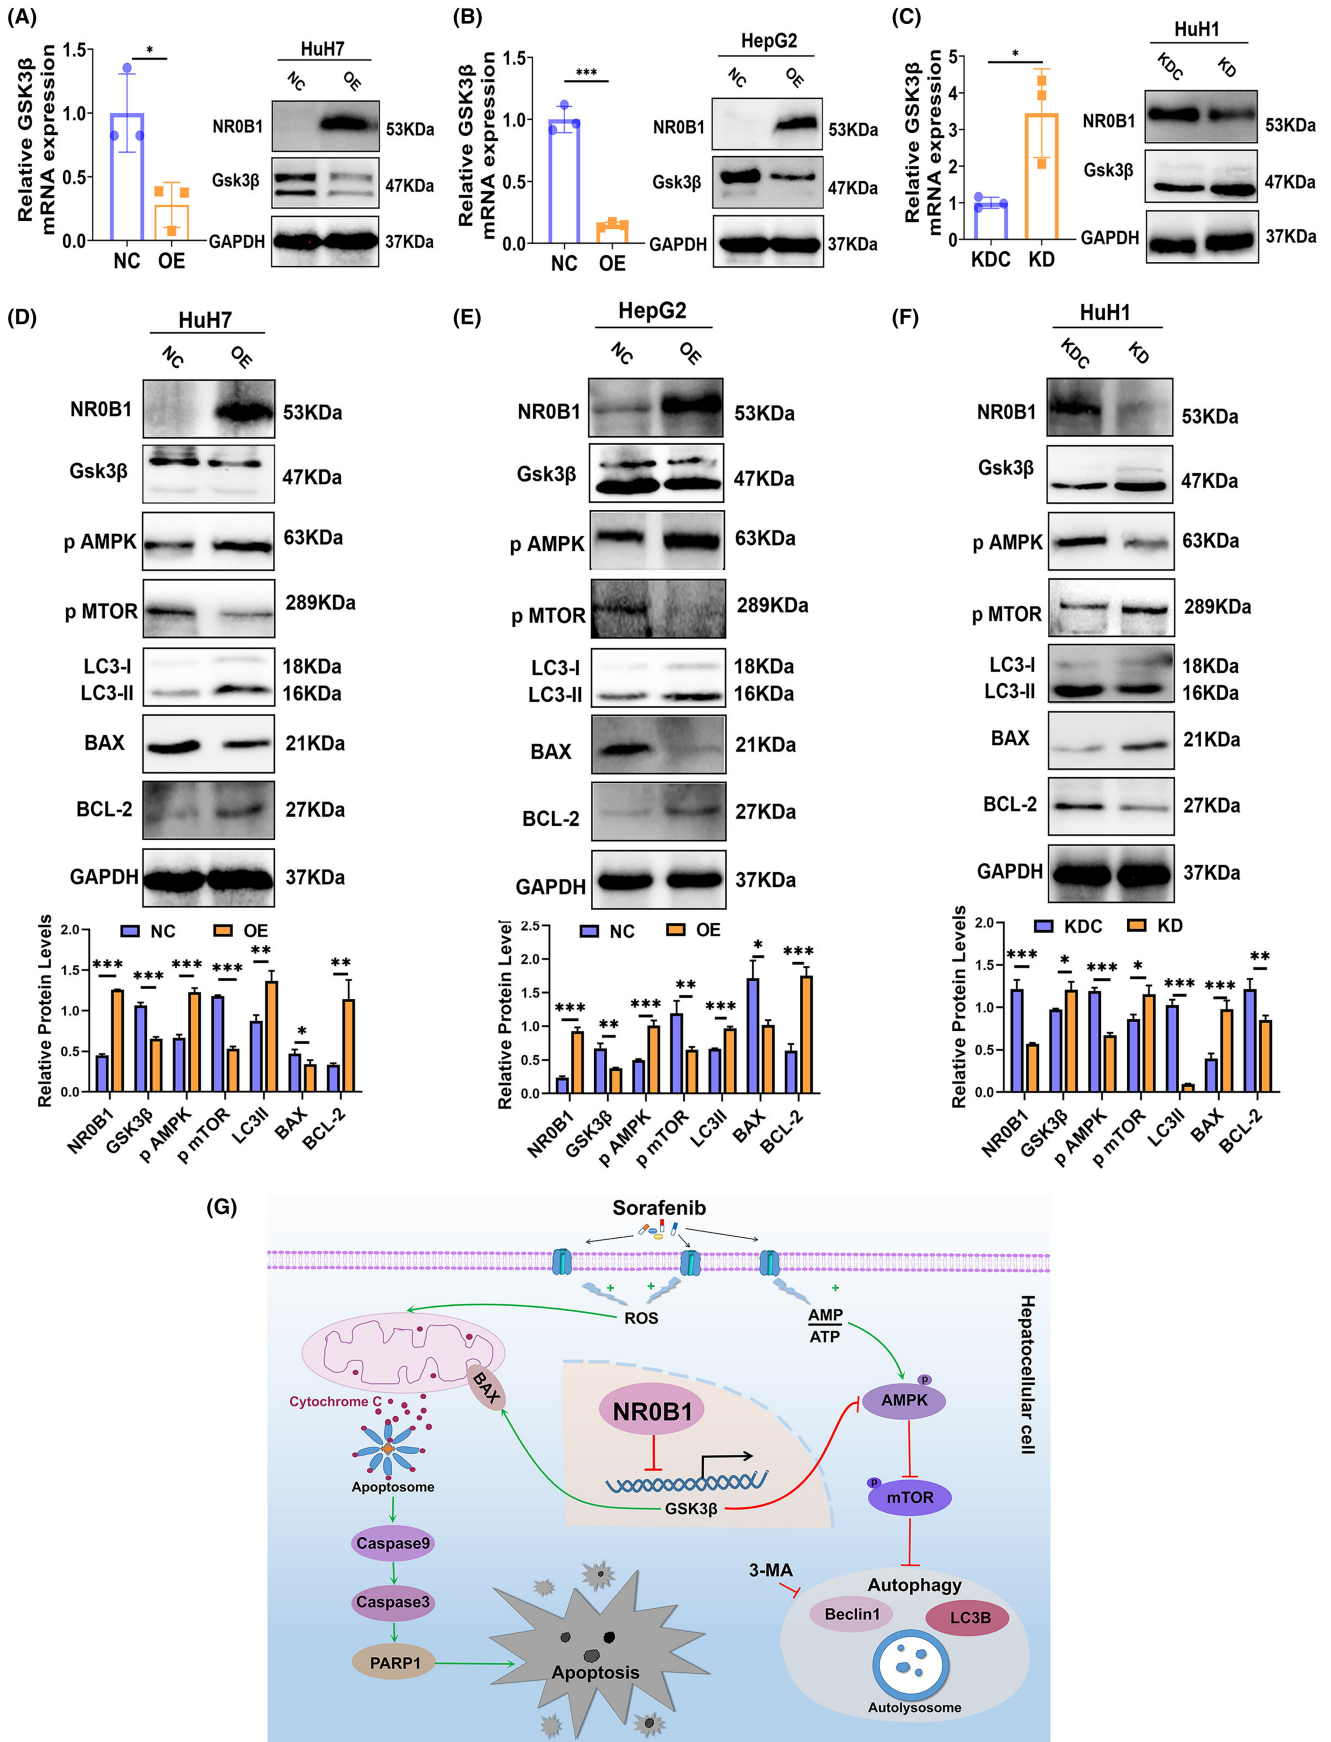 (A)
Relative GSK3β
mRNA expression
1.5
1.0
0.5
0.0
*
NC
OE
HuH7
NC
OE
NR0B1
53KDa
Gsk3β
47KDa
GAPDH
37KDa
(B)
Relative GSK3β
mRNA expression
1.5
1.0
0.5
0.0
***
NC
OE
HepG2
NC
OE
NR0B1
53KDa
Gsk3β
47KDa
GAPDH
37KDa
(C)
Relative GSK3β
mRNA expression
5
4
3
2
1
0
*
KDC
KD
HuH1
KDC
KD
NR0B1
53KDa
Gsk3β
47KDa
GAPDH
37KDa
(D)
HuH7
NC
OE
NR0B1
53KDa
Gsk3β
47KDa
p AMPK
63KDa
p MTOR
289KDa
LC3-I
18KDa
LC3-II
16KDa
BAX
21KDa
BCL-2
27KDa
GAPDH
37KDa
NC
OE
Relative Protein Levels
2.0
1.5
1.0
0.5
0.0
***
***
***
***
**
*
**
NR0B1
GSK3β
p AMPK
p mTOR
LC3II
BAX
BCL-2
(E)
HepG2
NC
OE
NR0B1
53KDa
Gsk3β
47KDa
p AMPK
63KDa
p MTOR
289KDa
LC3-I
18KDa
LC3-II
16KDa
BAX
21KDa
BCL-2
27KDa
GAPDH
37KDa
NC
OE
Relative Protein Level
2.5
2.0
1.5
1.0
0.5
0.0
***
**
***
**
***
*
***
NR0B1
GSK3β
p AMPK
p mTOR
LC3II
BAX
BCL-2
(F)
HuH1
KDC
KD
NR0B1
53KDa
Gsk3β
47KDa
p AMPK
63KDa
p MTOR
289KDa
LC3-I
18KDa
LC3-II
16KDa
BAX
21KDa
BCL-2
27KDa
GAPDH
37KDa
KDC
KD
Relative Protein Levels
2.0
1.5
1.0
0.5
0.0
***
*
***
*
***
***
**
NR0B1
GSK3β
p AMPK
p mTOR
LC3II
BAX
BCL-2
(G)
Sorafenib
+
+
+
ROS
AMP
ATP
Hepatocellular cell
BAX
Cytochrome C
NR0B1
p
AMPK
Apoptosome
GSK3β
p
mTOR
Caspase9
3-MA
Autophagy
Caspase3
Beclin1
LC3B
PARP1
Apoptosis
Autolysosome